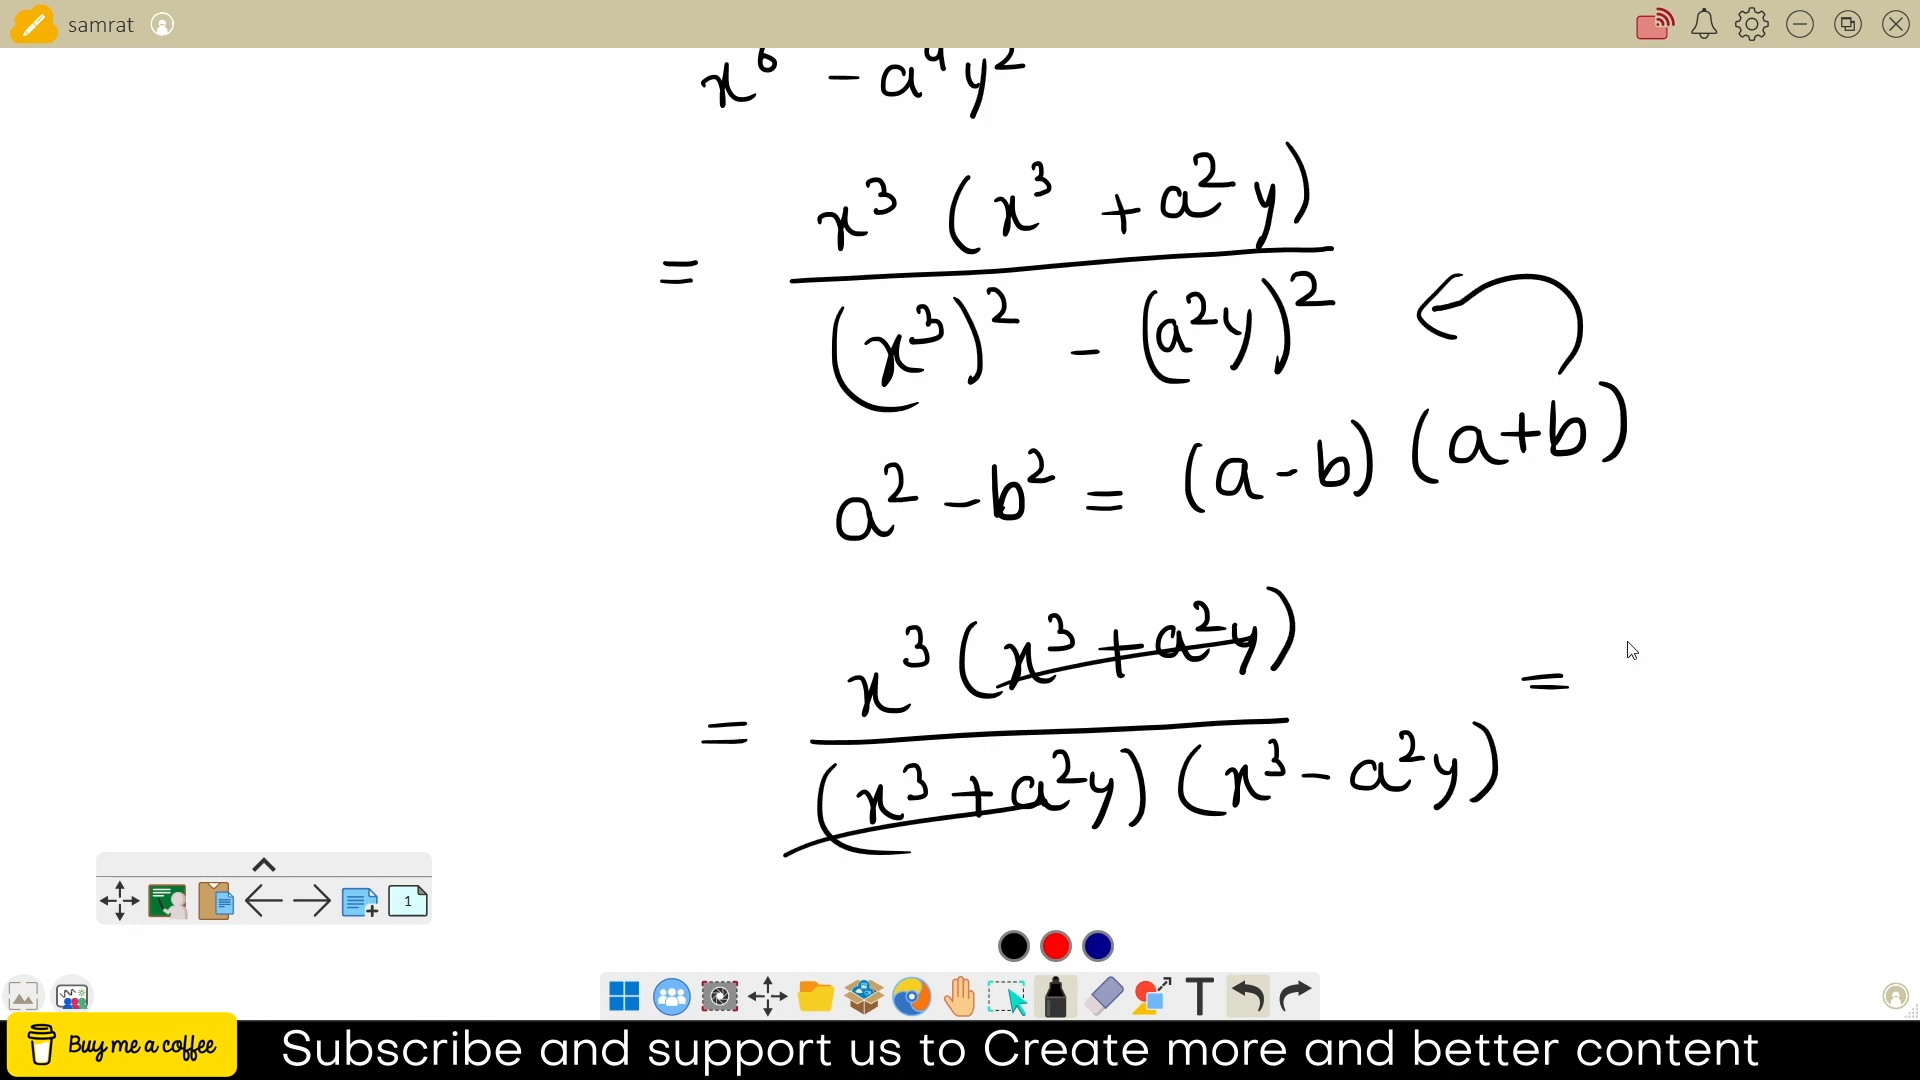 samrat
x⁶ - a⁴y²
= x³ (x³ + a²y)
(x³)² - (a²y)²
a² - b² = (a - b) (a+b)
= x³ (x³ + a²y) =
(x³ + a²y) (x³ - a²y)
1
T
Buy me a coffee
Subscribe and support us to Create more and better content